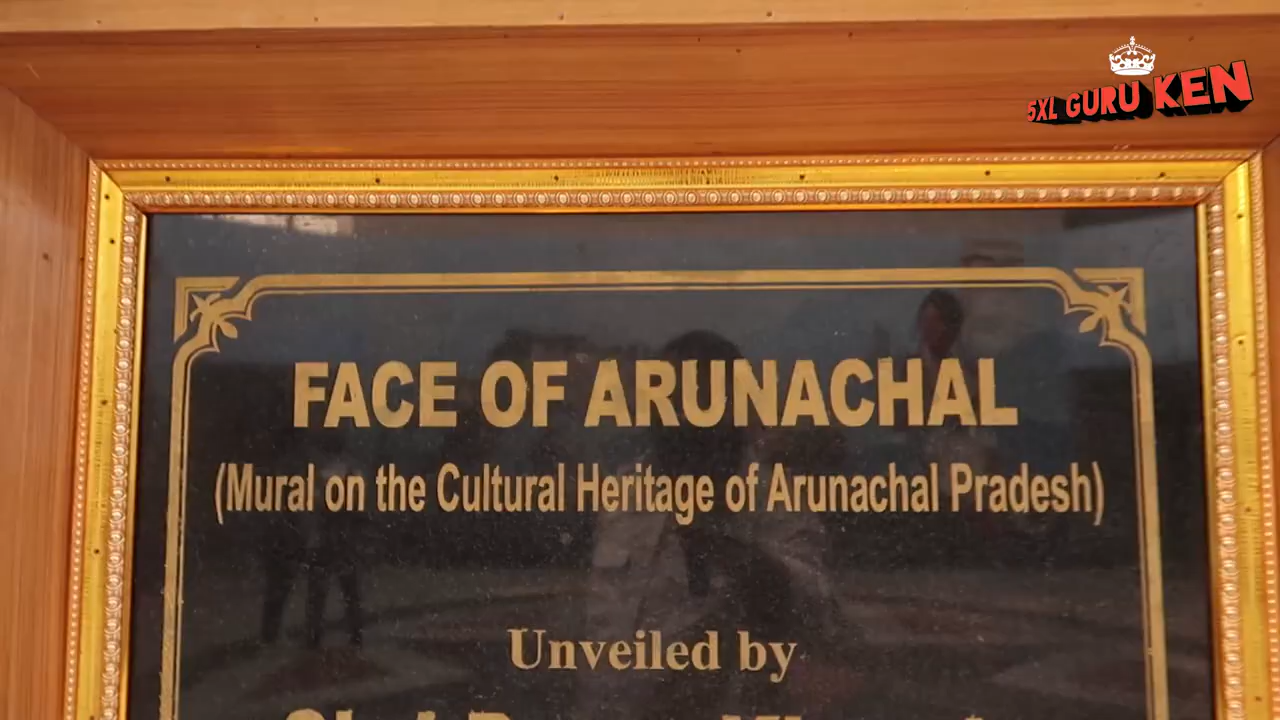 5XL GURU KEN
FACE OF ARUNACHAL
(Mural on the Cultural Heritage of Arunachal Pradesh)
Unveiled by